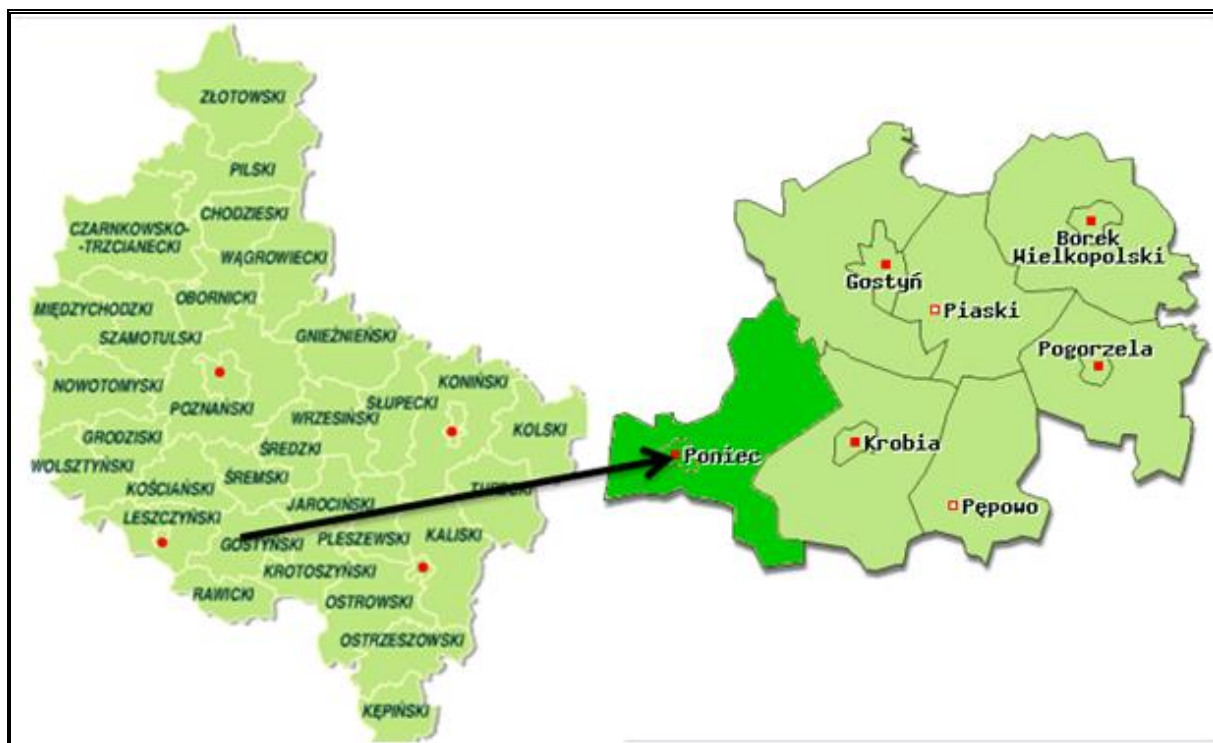 ZŁOTOWSKI
PILSKI
CHODZIESKI
CZARNKOWSKO-
-TRZCIANECKI
WĄGROWIECKI
OBORNICKI
MIĘDZYCHODZKI
SZAMOTULSKI
GNIEŹNIEŃSKI
NOWOTOMYSKI
POZNAŃSKI
KONIŃSKI
SŁUPECKI
WRZESIŃSKI
KOLSKI
GRODZISKI
ŚREDZKI
WOLSZTYŃSKI
KOŚCIAŃSKI
ŚREMSKI
JAROCIŃSKI
LESZCZYŃSKI
GOSTYŃSKI
PLESZEWSKI
KALISKI
KROTOSZYŃSKI
RAWICKI
OSTROWSKI
OSTRZESZOWSKI
KĘPIŃSKI
Borek
Wielkopolski
Gostyń
Piaski
Pogorzela
Krobia
Poniec
Pępowo